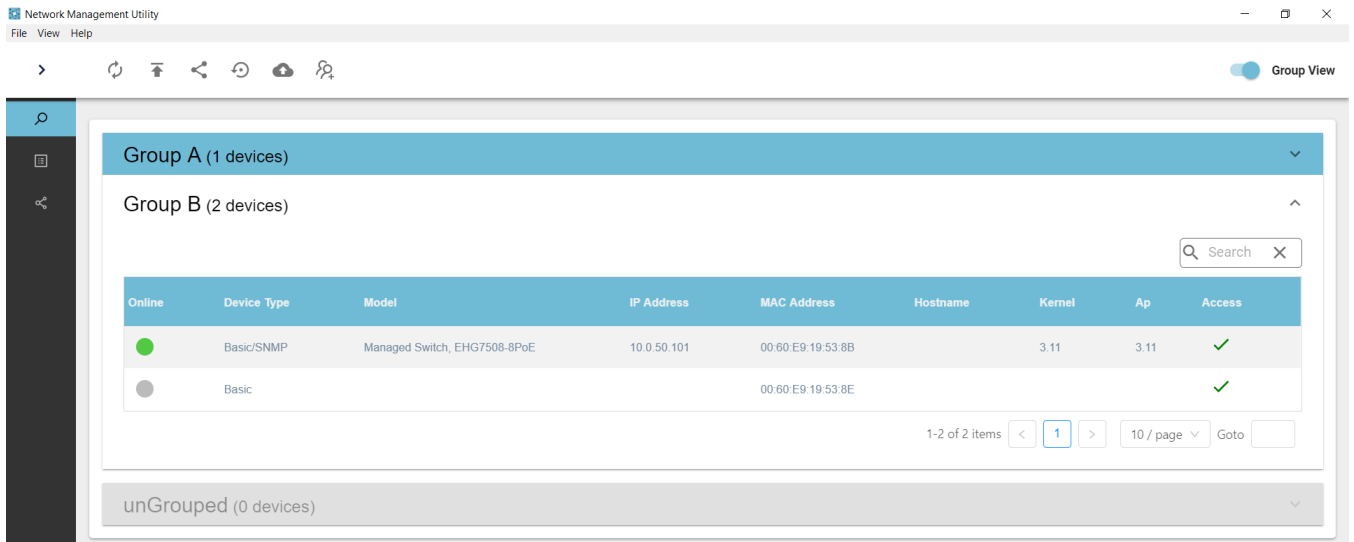 Network Management Utility
File View Help
Group View
Group A (1 devices)
Group B (2 devices)
Search
Online Device Type Model IP Address MAC Address Hostname Kernel Ap Access
Basic/SNMP Managed Switch, EHG7508-8PoE 10.0.50.101 00:60:E9:19:53:8B 3.11 3.11
Basic 00:60:E9:19:53:8E
1-2 of 2 items < 1 > 10 / page Goto
unGrouped (0 devices)